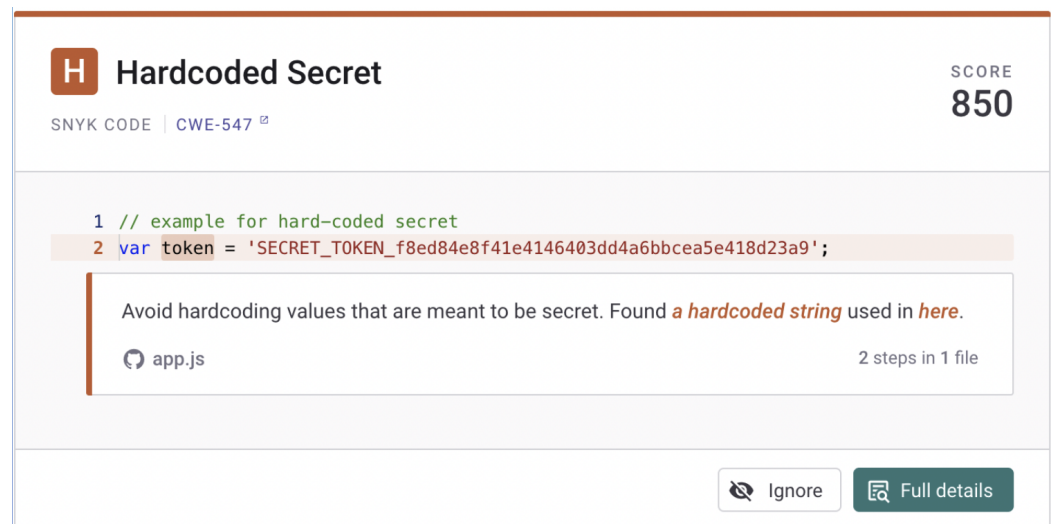 H Hardcoded Secret
SCORE
850
SNYK CODE | CWE-547
1 // example for hard-coded secret
2 var token = 'SECRET_TOKEN_f8ed84e8f41e4146403dd4a6bbcea5e418d23a9';
Avoid hardcoding values that are meant to be secret. Found a hardcoded string used in here.
app.js 2 steps in 1 file
Ignore Full details